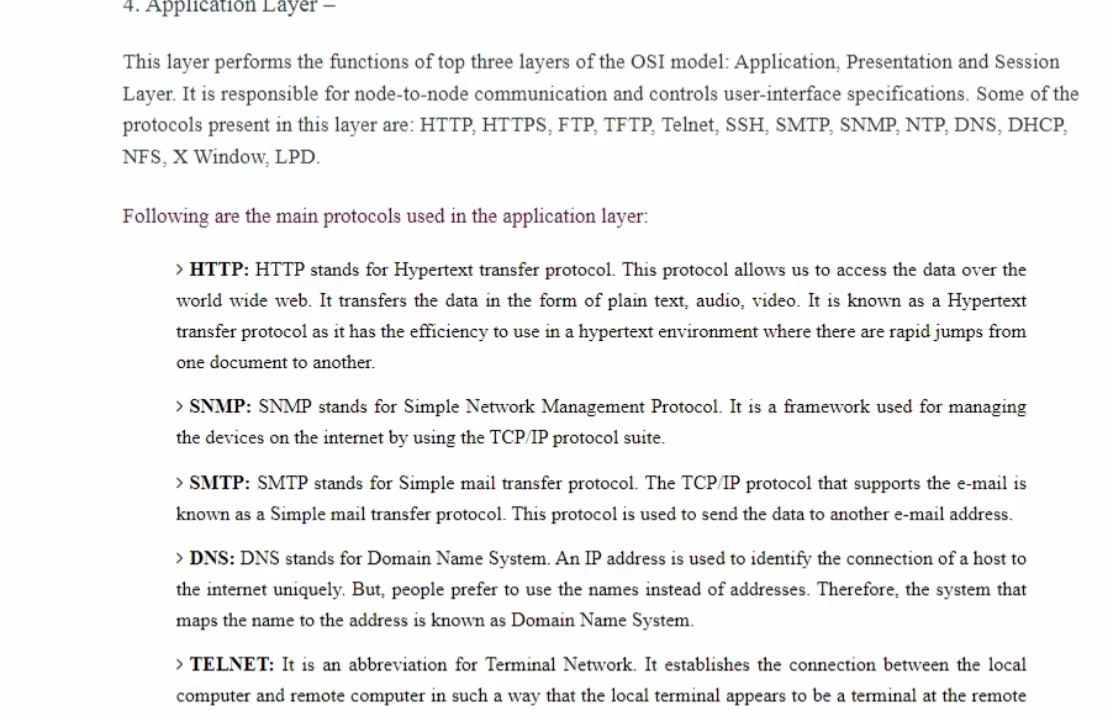 4. Application Layer –
This layer performs the functions of top three layers of the OSI model: Application, Presentation and Session
Layer. It is responsible for node-to-node communication and controls user-interface specifications. Some of the
protocols present in this layer are: HTTP, HTTPS, FTP, TFTP, Telnet, SSH, SMTP, SNMP, NTP, DNS, DHCP,
NFS, X Window, LPD.
Following are the main protocols used in the application layer:
> HTTP: HTTP stands for Hypertext transfer protocol. This protocol allows us to access the data over the
world wide web. It transfers the data in the form of plain text, audio, video. It is known as a Hypertext
transfer protocol as it has the efficiency to use in a hypertext environment where there are rapid jumps from
one document to another.
> SNMP: SNMP stands for Simple Network Management Protocol. It is a framework used for managing
the devices on the internet by using the TCP/IP protocol suite.
> SMTP: SMTP stands for Simple mail transfer protocol. The TCP/IP protocol that supports the e-mail is
known as a Simple mail transfer protocol. This protocol is used to send the data to another e-mail address.
> DNS: DNS stands for Domain Name System. An IP address is used to identify the connection of a host to
the internet uniquely. But, people prefer to use the names instead of addresses. Therefore, the system that
maps the name to the address is known as Domain Name System.
> TELNET: It is an abbreviation for Terminal Network. It establishes the connection between the local
computer and remote computer in such a way that the local terminal appears to be a terminal at the remote